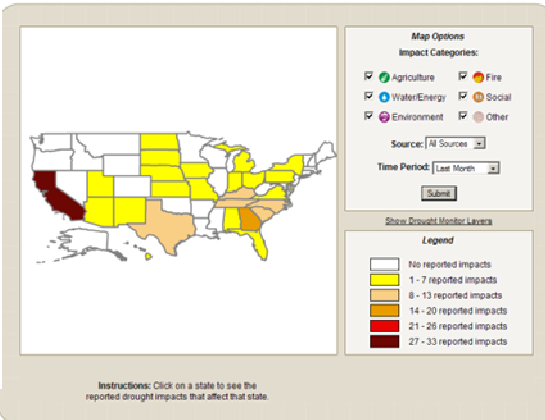 Map Options
Impact Categories:
Agriculture Fire
Water/Energy Social
Environment Other
Source: All Sources
Time Period: Last Month
Submit
Show Drought Monitor Layers
Legend
No reported impacts
1 - 7 reported impacts
8 - 13 reported impacts
14 - 20 reported impacts
21 - 26 reported impacts
27 - 33 reported impacts
Instructions: Click on a state to see the
reported drought impacts that affect that state.